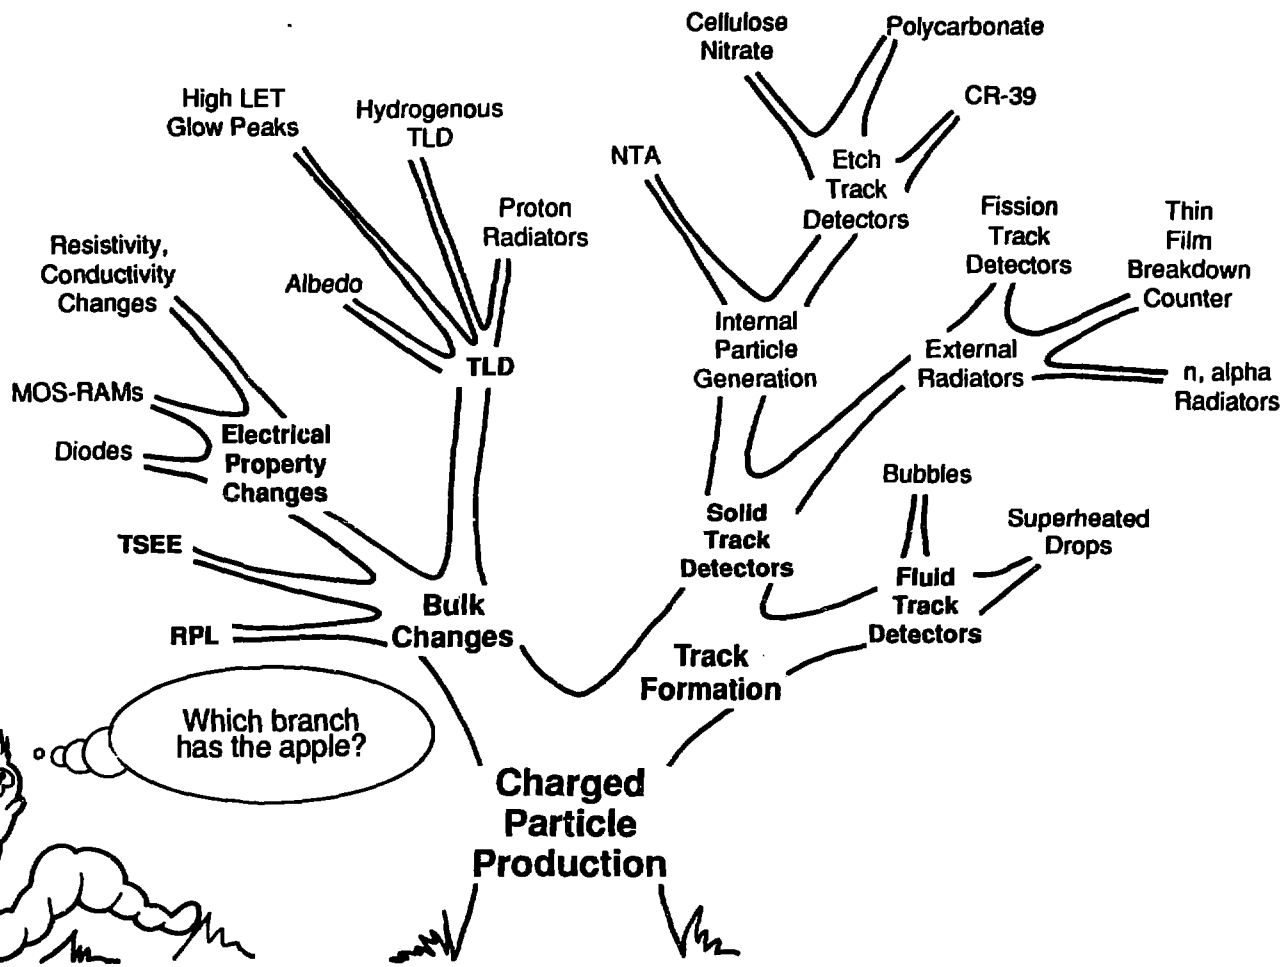 Cellulose
Nitrate
Polycarbonate
High LET
Glow Peaks
Hydrogenous
TLD
CR-39
NTA
Etch
Track
Detectors
Proton
Radiators
Fission
Track
Detectors
Thin
Film
Breakdown
Counter
Resistivity,
Conductivity
Changes
Albedo
Internal
Particle
Generation
External
Radiators
TLD
n, alpha
Radiators
MOS-RAMs
Diodes
Electrical
Property
Changes
Bubbles
Solid
Track
Detectors
Superheated
Drops
TSEE
Fluid
Track
Detectors
Bulk
Changes
RPL
Track
Formation
Which branch
has the apple?
Charged
Particle
Production